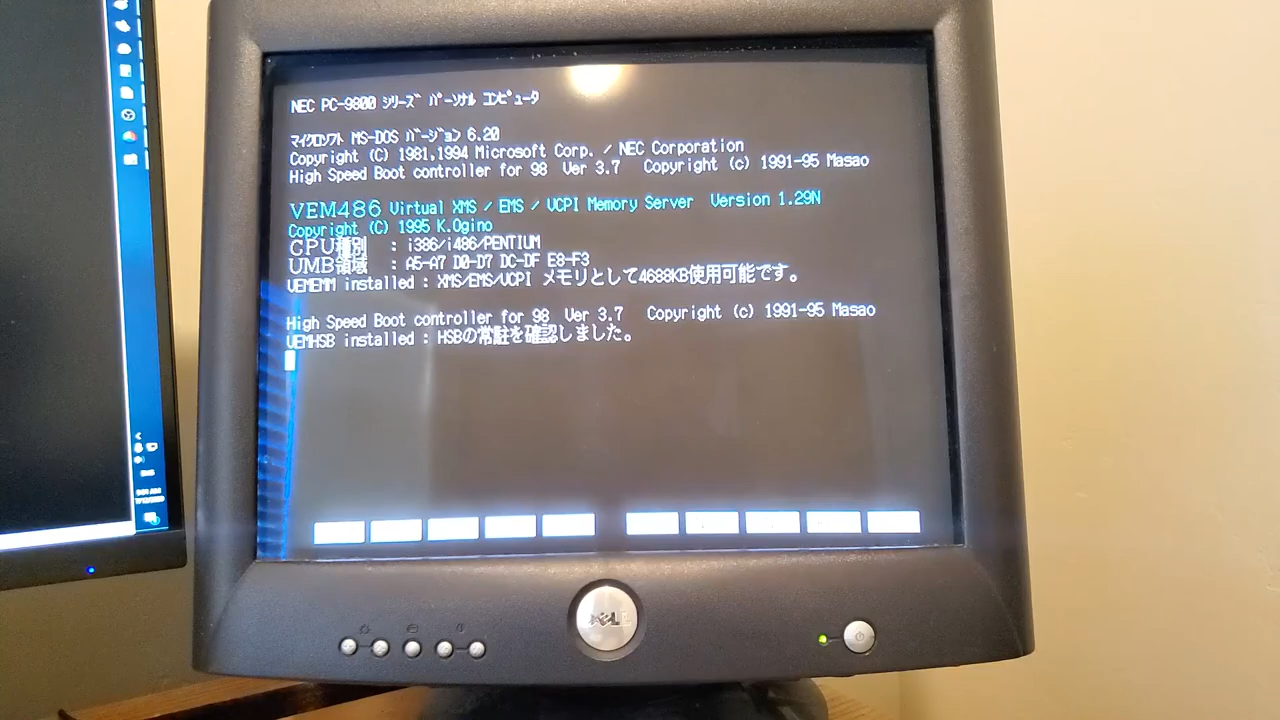 NEC PC-9800 シリーズ パーソナル コンピュータ
マイクロソフト MS-DOS バージョン 6.20
Copyright (C) 1981,1994 Microsoft Corp. / NEC Corporation
High Speed Boot controller for 98 Ver 3.7 Copyright (c) 1991-95 Masao
VEM486 Virtual XMS / EMS / VCPI Memory Server Version 1.29N
Copyright (C) 1995 K.Ogino
CPU種別 : i386/i486/PENTIUM
UMB領域 : A5-A7 D0-D7 DC-DF E8-F3
VEMEMM installed : XMS/EMS/VCPI メモリとして4688KB使用可能です。
High Speed Boot controller for 98 Ver 3.7 Copyright (c) 1991-95 Masao
VEMHSB installed : HSBの常駐を確認しました。
DELL